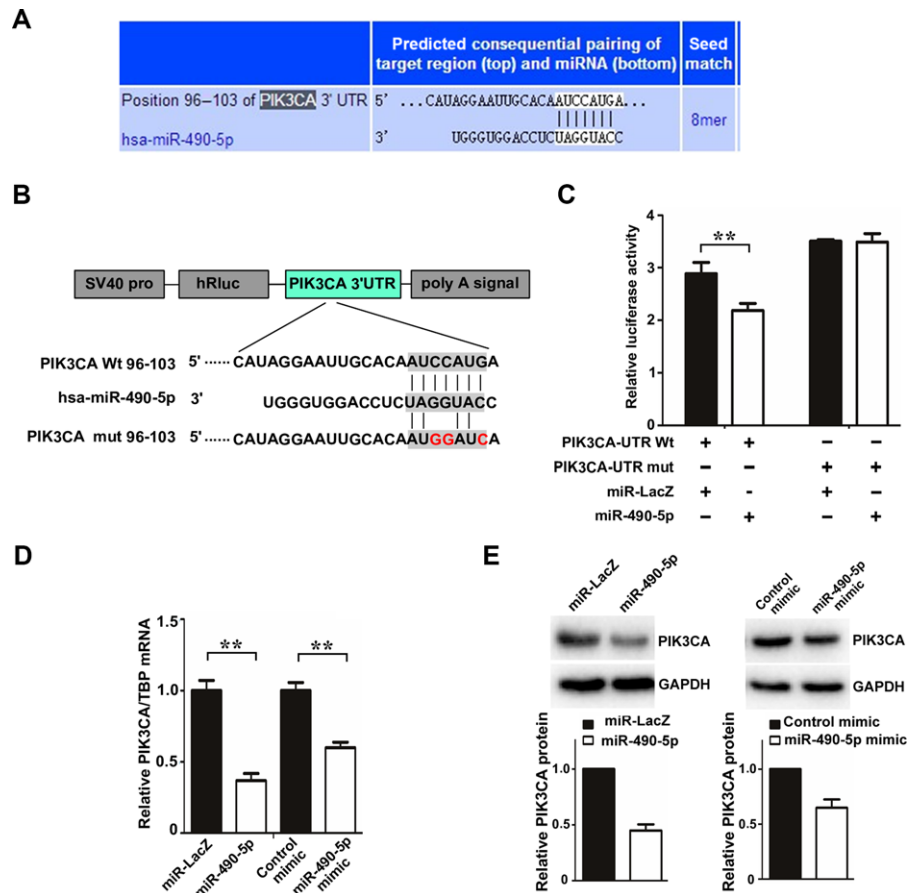 A
Predicted consequential pairing of
target region (top) and miRNA (bottom)
Seed
match
Position 96–103 of PIK3CA 3' UTR
5' ...CAUAGGAAUUGCACAAUCCAUGA...
hsa-miR-490-5p
3' UGGGUGGACCUCUAGGUACC
8mer
B
SV40 pro
hRluc
PIK3CA 3'UTR
poly A signal
PIK3CA Wt 96-103 5' ······ CAUAGGAAUUGCACAAUCCAUGA
hsa-miR-490-5p 3' UGGGUGGACCUCUAGGUACC
PIK3CA mut 96-103 5' ······ CAUAGGAAUUGCACAAUGGAUCA
C
Relative luciferase activity
4
3
2
1
0
**
PIK3CA-UTR Wt + + – –
PIK3CA-UTR mut – – + +
miR-LacZ + - + –
miR-490-5p – + – +
D
Relative PIK3CA/TBP mRNA
1.5
1.0
0.5
0
** **
miR-LacZ
miR-490-5p
Control
mimic
miR-490-5p
mimic
E
miR-LacZ
miR-490-5p
PIK3CA
GAPDH
miR-LacZ
miR-490-5p
Relative PIK3CA protein
1.0
0.5
0
Control
mimic
miR-490-5p
mimic
PIK3CA
GAPDH
Control mimic
miR-490-5p mimic
Relative PIK3CA protein
1.0
0.5
0